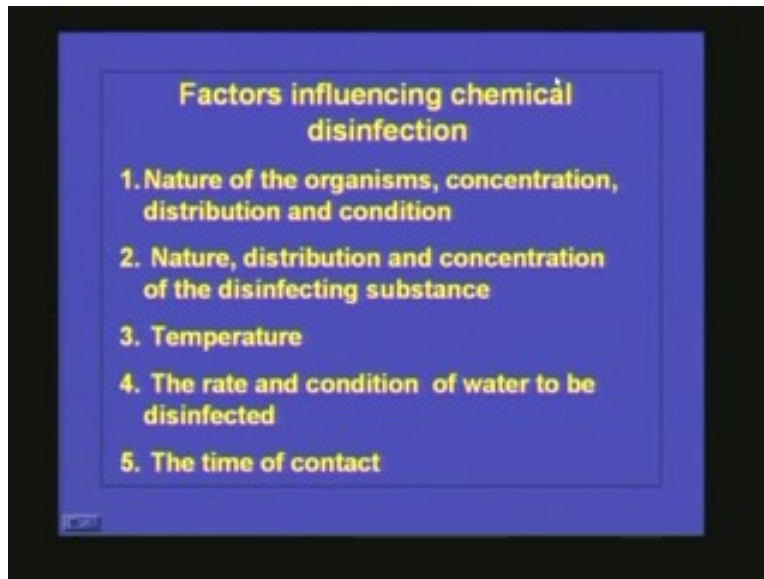 Factors influencing chemical
disinfection
1. Nature of the organisms, concentration,
distribution and condition
2. Nature, distribution and concentration
of the disinfecting substance
3. Temperature
4. The rate and condition of water to be
disinfected
5. The time of contact